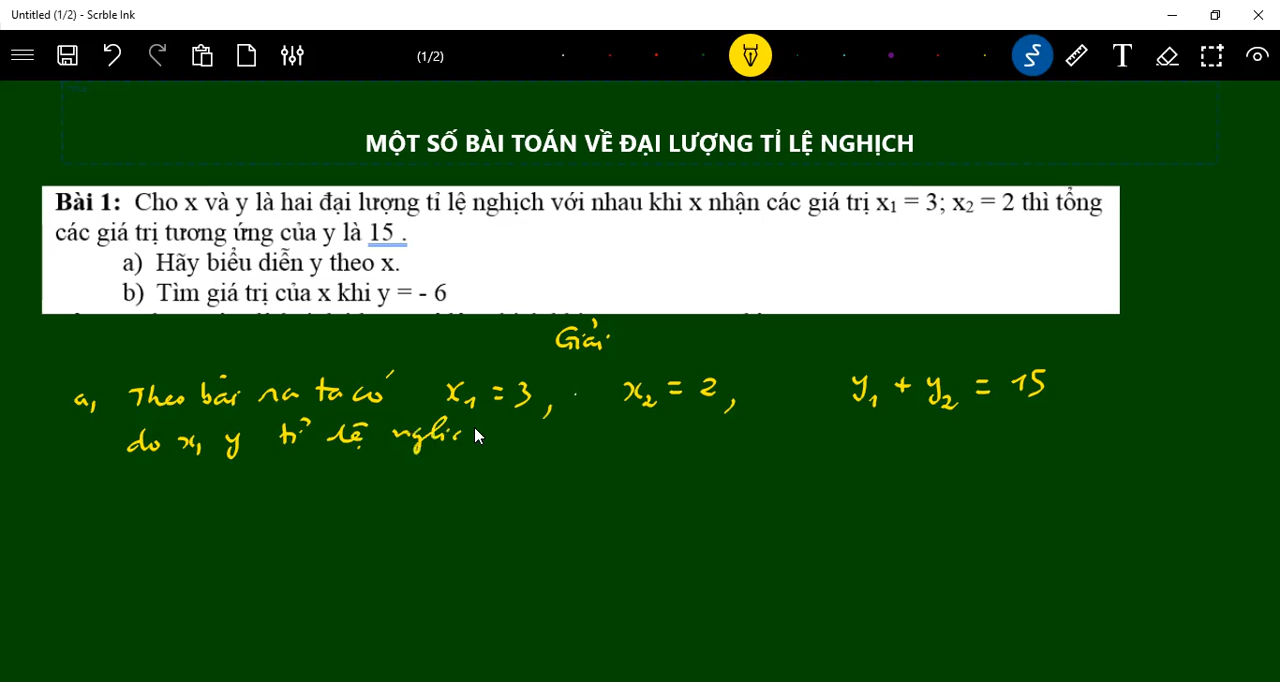 Untitled (1/2) - Scrble Ink
(1/2)
T
MỘT SỐ BÀI TOÁN VỀ ĐẠI LƯỢNG TỈ LỆ NGHỊCH
Bài 1: Cho x và y là hai đại lượng tỉ lệ nghịch với nhau khi x nhận các giá trị x₁ = 3; x₂ = 2 thì tổng
các giá trị tương ứng của y là 15 .
a) Hãy biểu diễn y theo x.
b) Tìm giá trị của x khi y = - 6
Giải
a, Theo bài ra ta có x₁ = 3, x₂ = 2, y₁ + y₂ = 15
do x, y tỉ lệ nghic